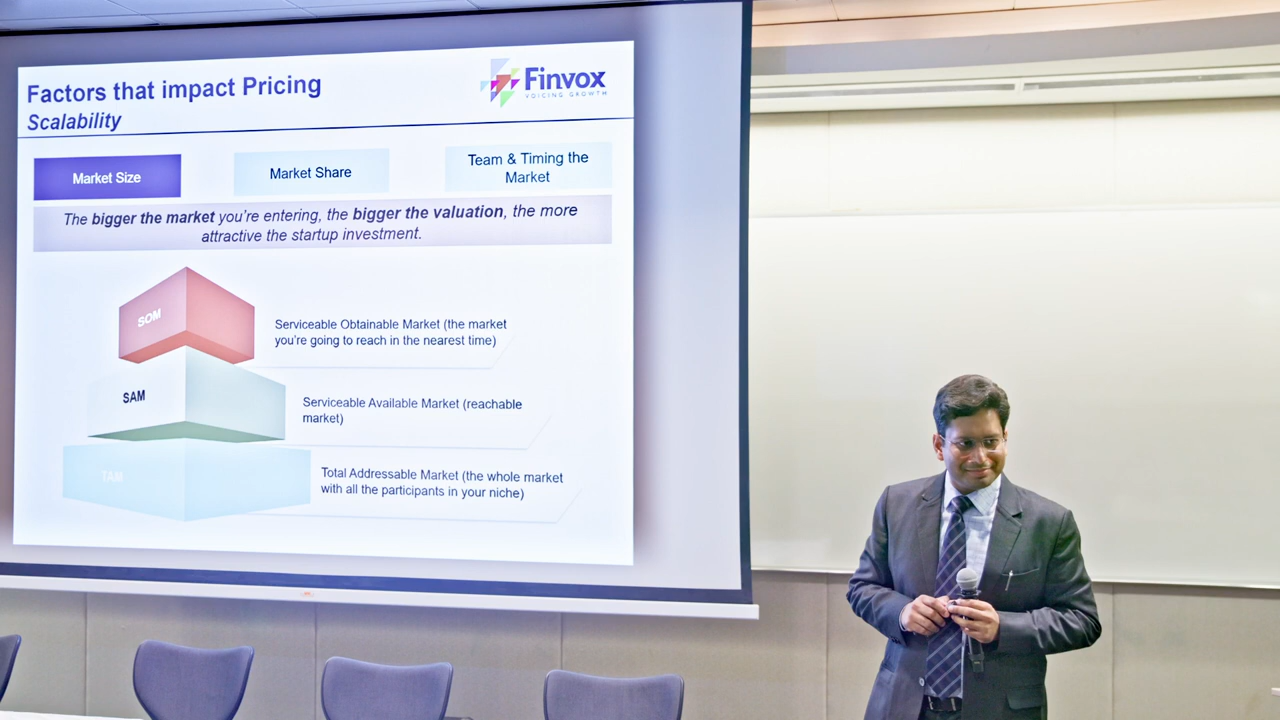 Factors that impact Pricing
Scalability
Finvox
VOICING GROWTH
Market Size
Market Share
Team & Timing the
Market
The bigger the market you're entering, the bigger the valuation, the more
attractive the startup investment.
SOM
Serviceable Obtainable Market (the market
you're going to reach in the nearest time)
SAM
Serviceable Available Market (reachable
market)
TAM
Total Addressable Market (the whole market
with all the participants in your niche)